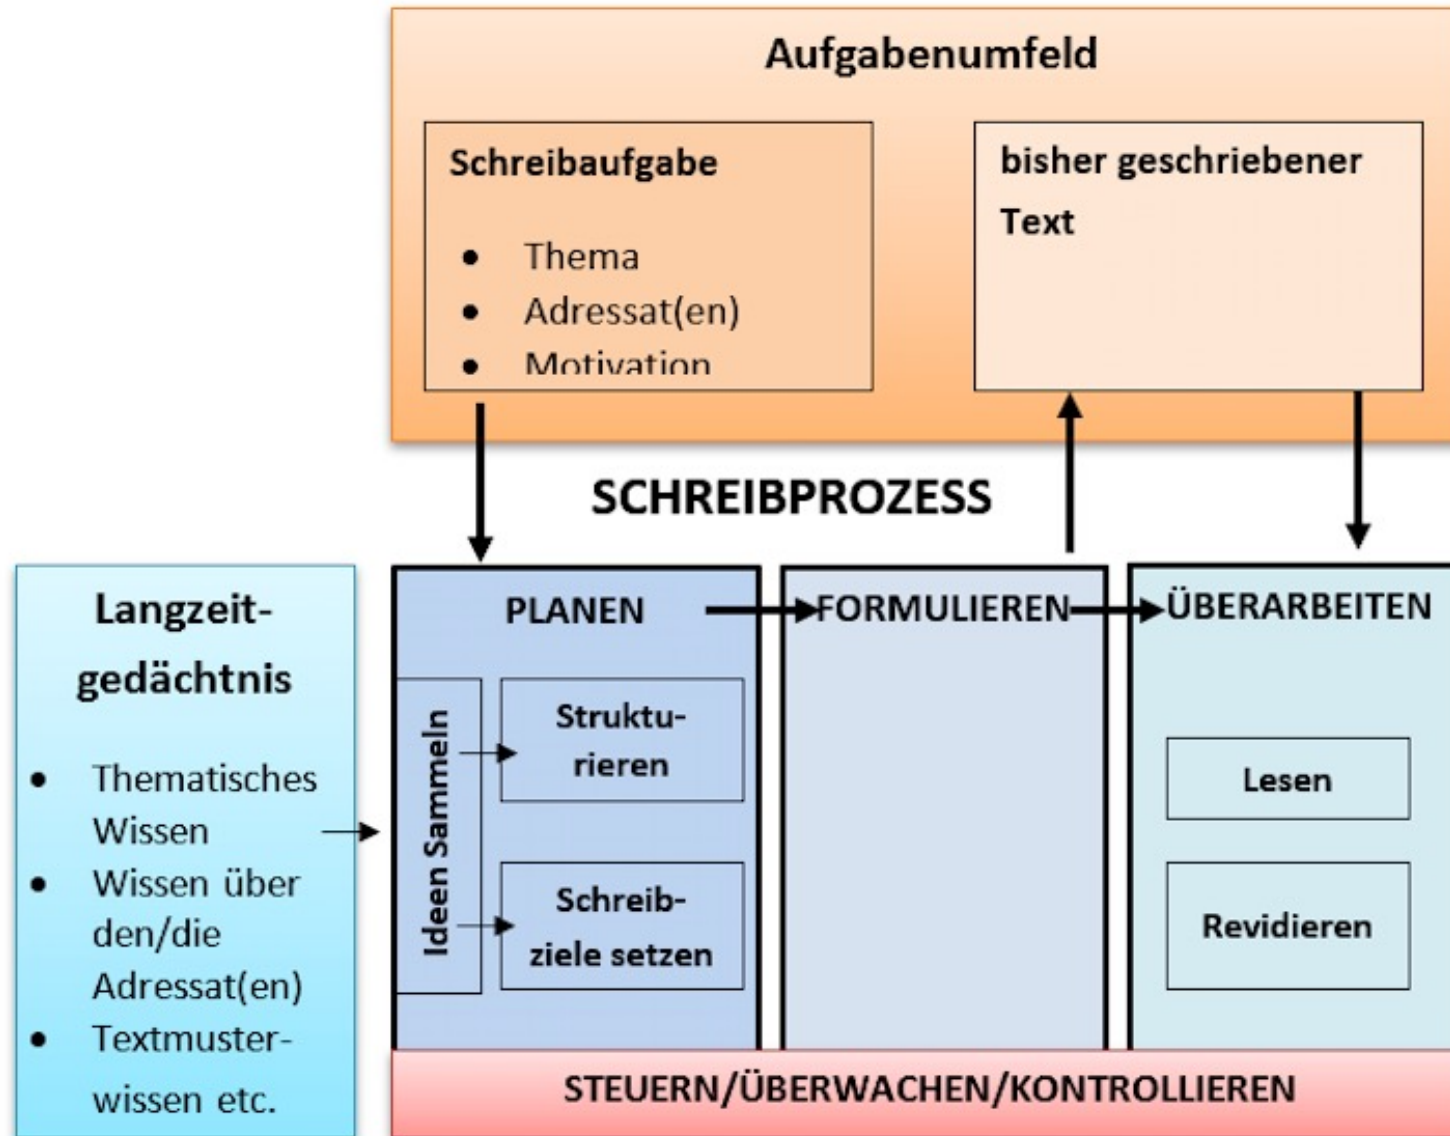 Aufgabenumfeld
Schreibaufgabe
• Thema
• Adressat(en)
• Motivation
bisher geschriebener
Text
SCHREIBPROZESS
Langzeit-
gedächtnis
• Thematisches
Wissen
• Wissen über
den/die
Adressat(en)
• Textmuster-
wissen etc.
PLANEN
Ideen Sammeln
Struktu-
rieren
Schreib-
ziele setzen
FORMULIEREN
ÜBERARBEITEN
Lesen
Revidieren
STEUERN/ÜBERWACHEN/KONTROLLIEREN